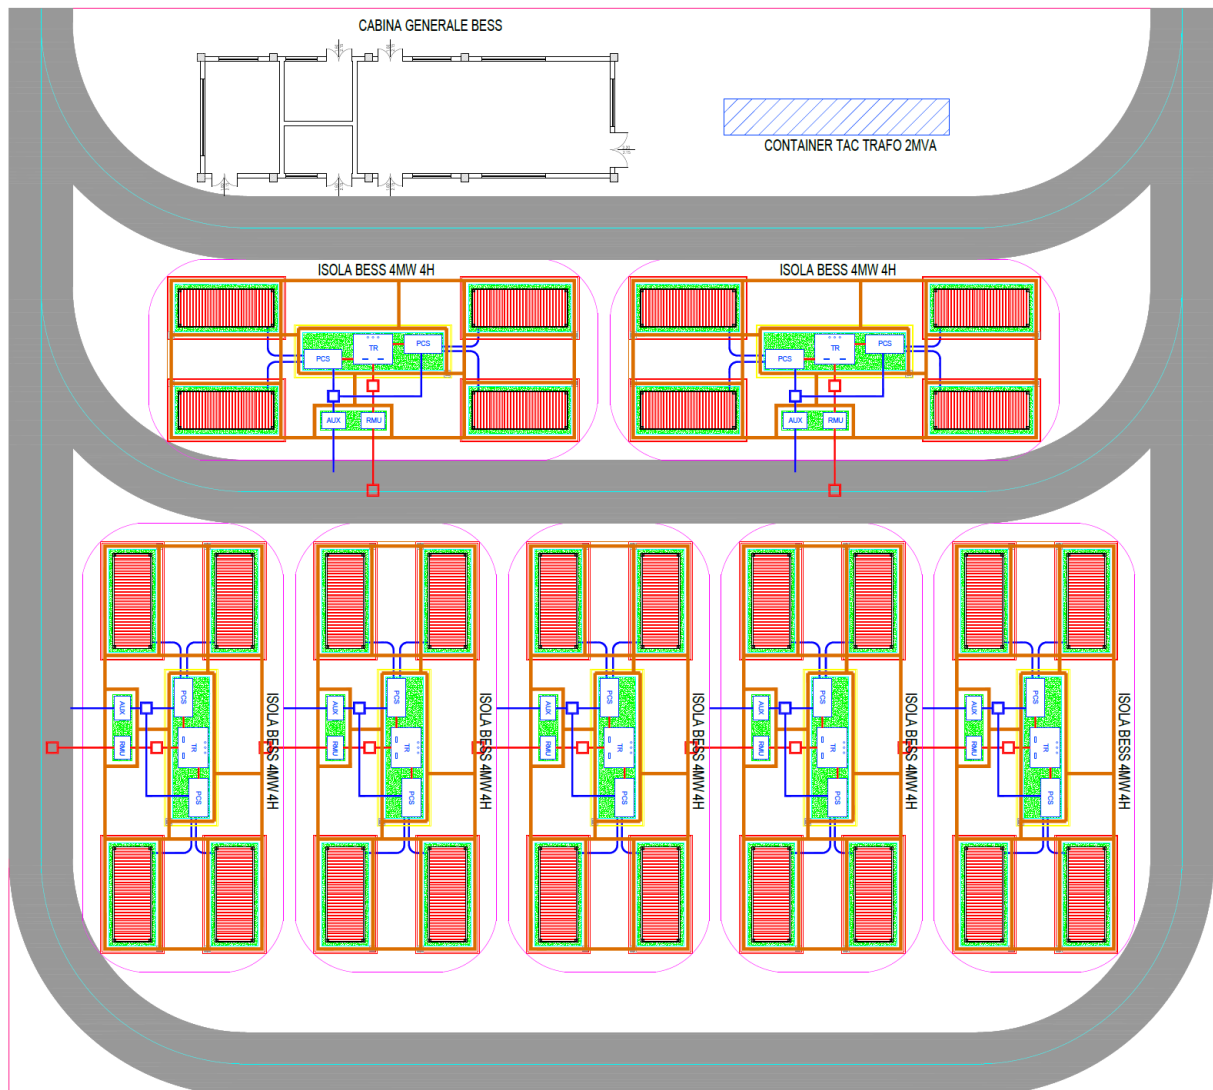 CABINA GENERALE BESS
CONTAINER TAC TRAFO 2MVA
ISOLA BESS 4MW 4H
PCS
TR
PCS
AUX
RMU
ISOLA BESS 4MW 4H
PCS
TR
PCS
AUX
RMU
AUX
RMU
PCS
TR
PCS
ISOLA BESS 4MW 4H
AUX
RMU
PCS
TR
PCS
ISOLA BESS 4MW 4H
AUX
RMU
PCS
TR
PCS
ISOLA BESS 4MW 4H
AUX
RMU
PCS
TR
PCS
ISOLA BESS 4MW 4H
AUX
RMU
PCS
TR
PCS
ISOLA BESS 4MW 4H